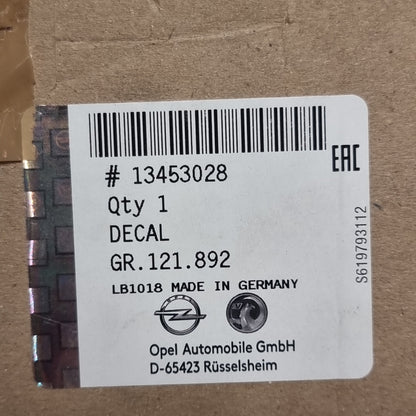 # 13453028
Qty 1
DECAL
GR.121.892
LB1018 MADE IN GERMANY
Opel Automobile GmbH
D-65423 Rüsselsheim
EAC
S619793112